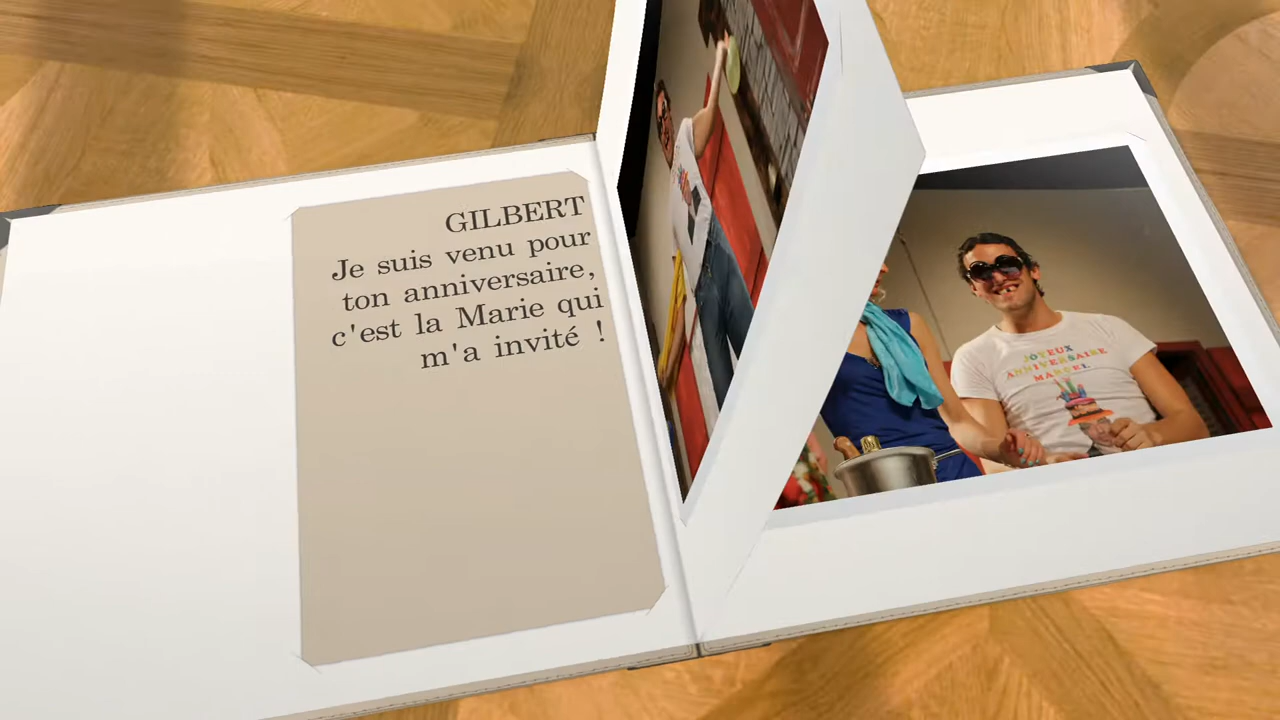 GILBERT
Je suis venu pour
ton anniversaire,
c'est la Marie qui
m'a invité !
JOYEUX
ANNIVERSAIRE
MARCEL